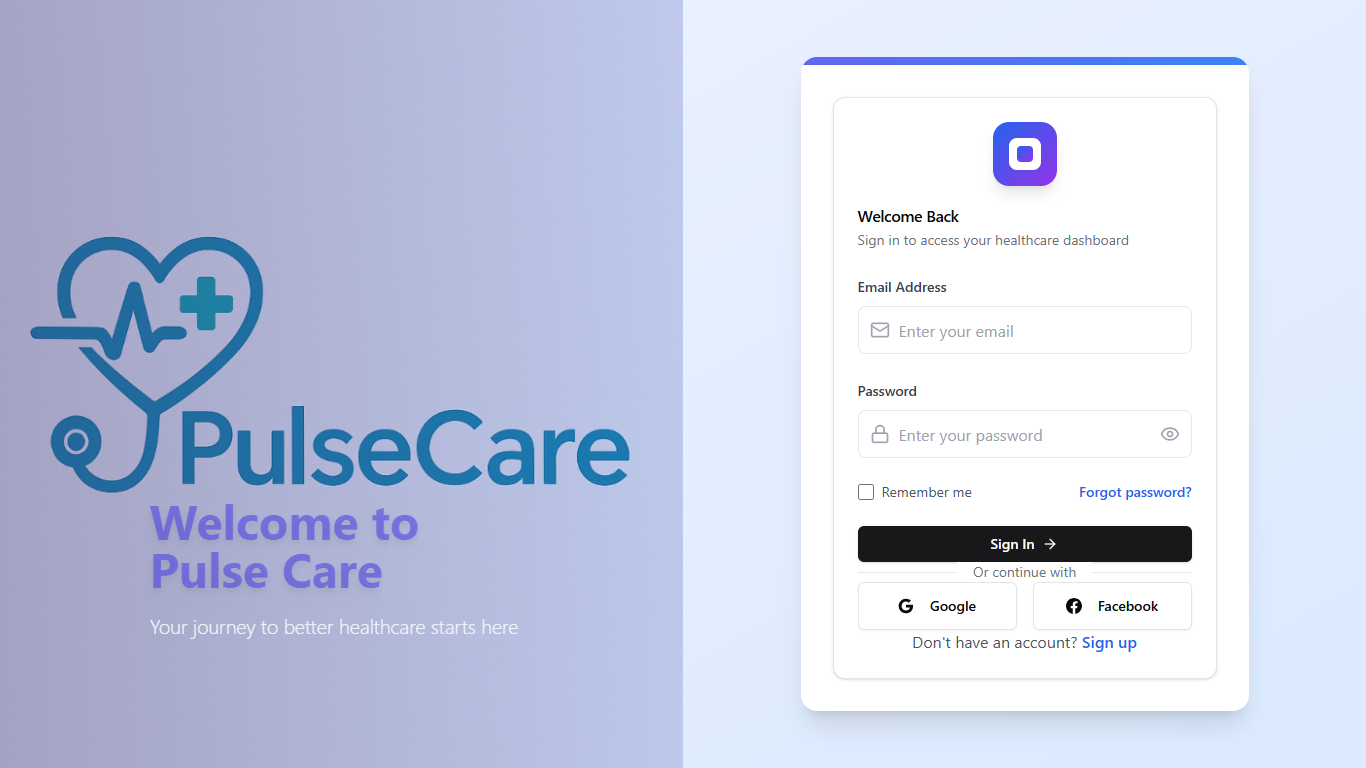 PulseCare
Welcome to
Pulse Care
Your journey to better healthcare starts here
Welcome Back
Sign in to access your healthcare dashboard
Email Address
Enter your email
Password
Enter your password
Remember me
Forgot password?
Sign In
Or continue with
Google
Facebook
Don't have an account? Sign up